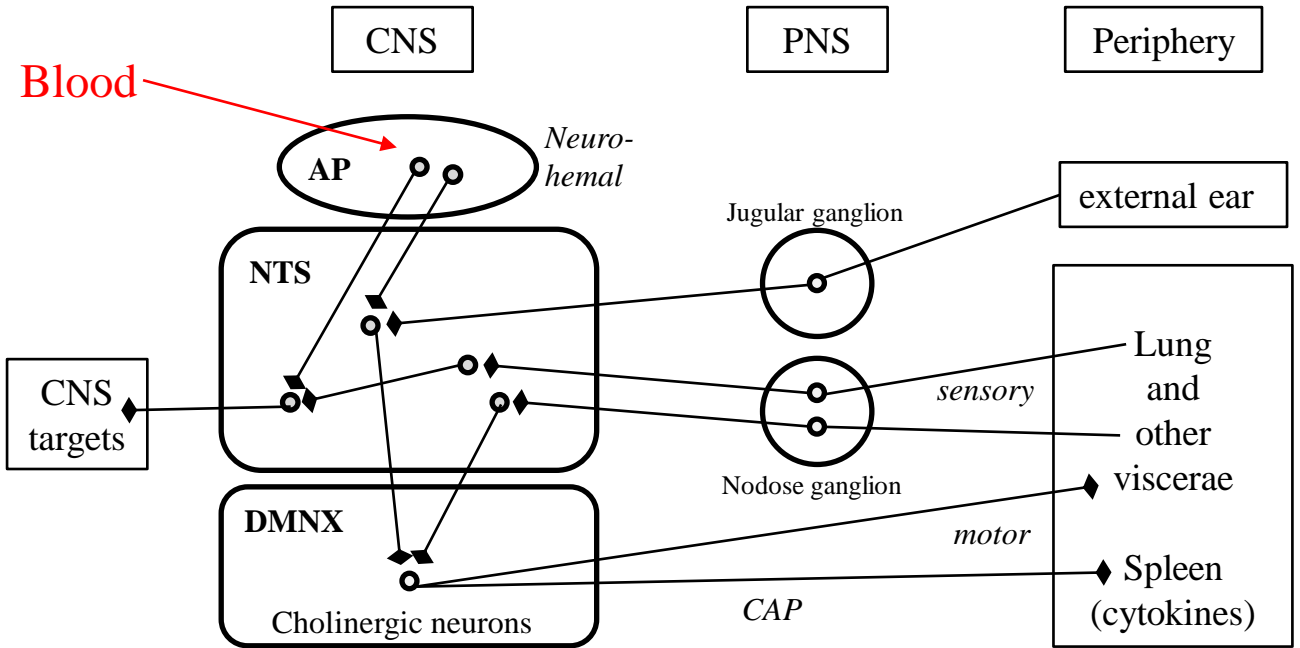 CNS
PNS
Periphery
Blood
AP
Neuro-
hemal
Jugular ganglion
external ear
NTS
CNS
targets
sensory
Lung
and
other
viscerae
Nodose ganglion
DMNX
motor
Cholinergic neurons
CAP
Spleen
(cytokines)